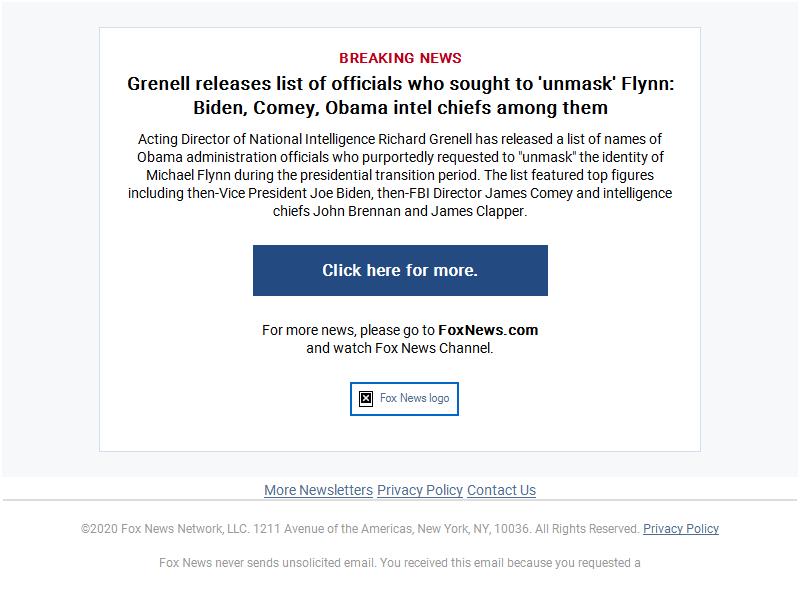 BREAKING NEWS
Grenell releases list of officials who sought to 'unmask' Flynn:
Biden, Comey, Obama intel chiefs among them
Acting Director of National Intelligence Richard Grenell has released a list of names of
Obama administration officials who purportedly requested to "unmask" the identity of
Michael Flynn during the presidential transition period. The list featured top figures
including then-Vice President Joe Biden, then-FBI Director James Comey and intelligence
chiefs John Brennan and James Clapper.
Click here for more.
For more news, please go to FoxNews.com
and watch Fox News Channel.
Fox News logo
More Newsletters Privacy Policy Contact Us
©2020 Fox News Network, LLC. 1211 Avenue of the Americas, New York, NY, 10036. All Rights Reserved. Privacy Policy
Fox News never sends unsolicited email. You received this email because you requested a